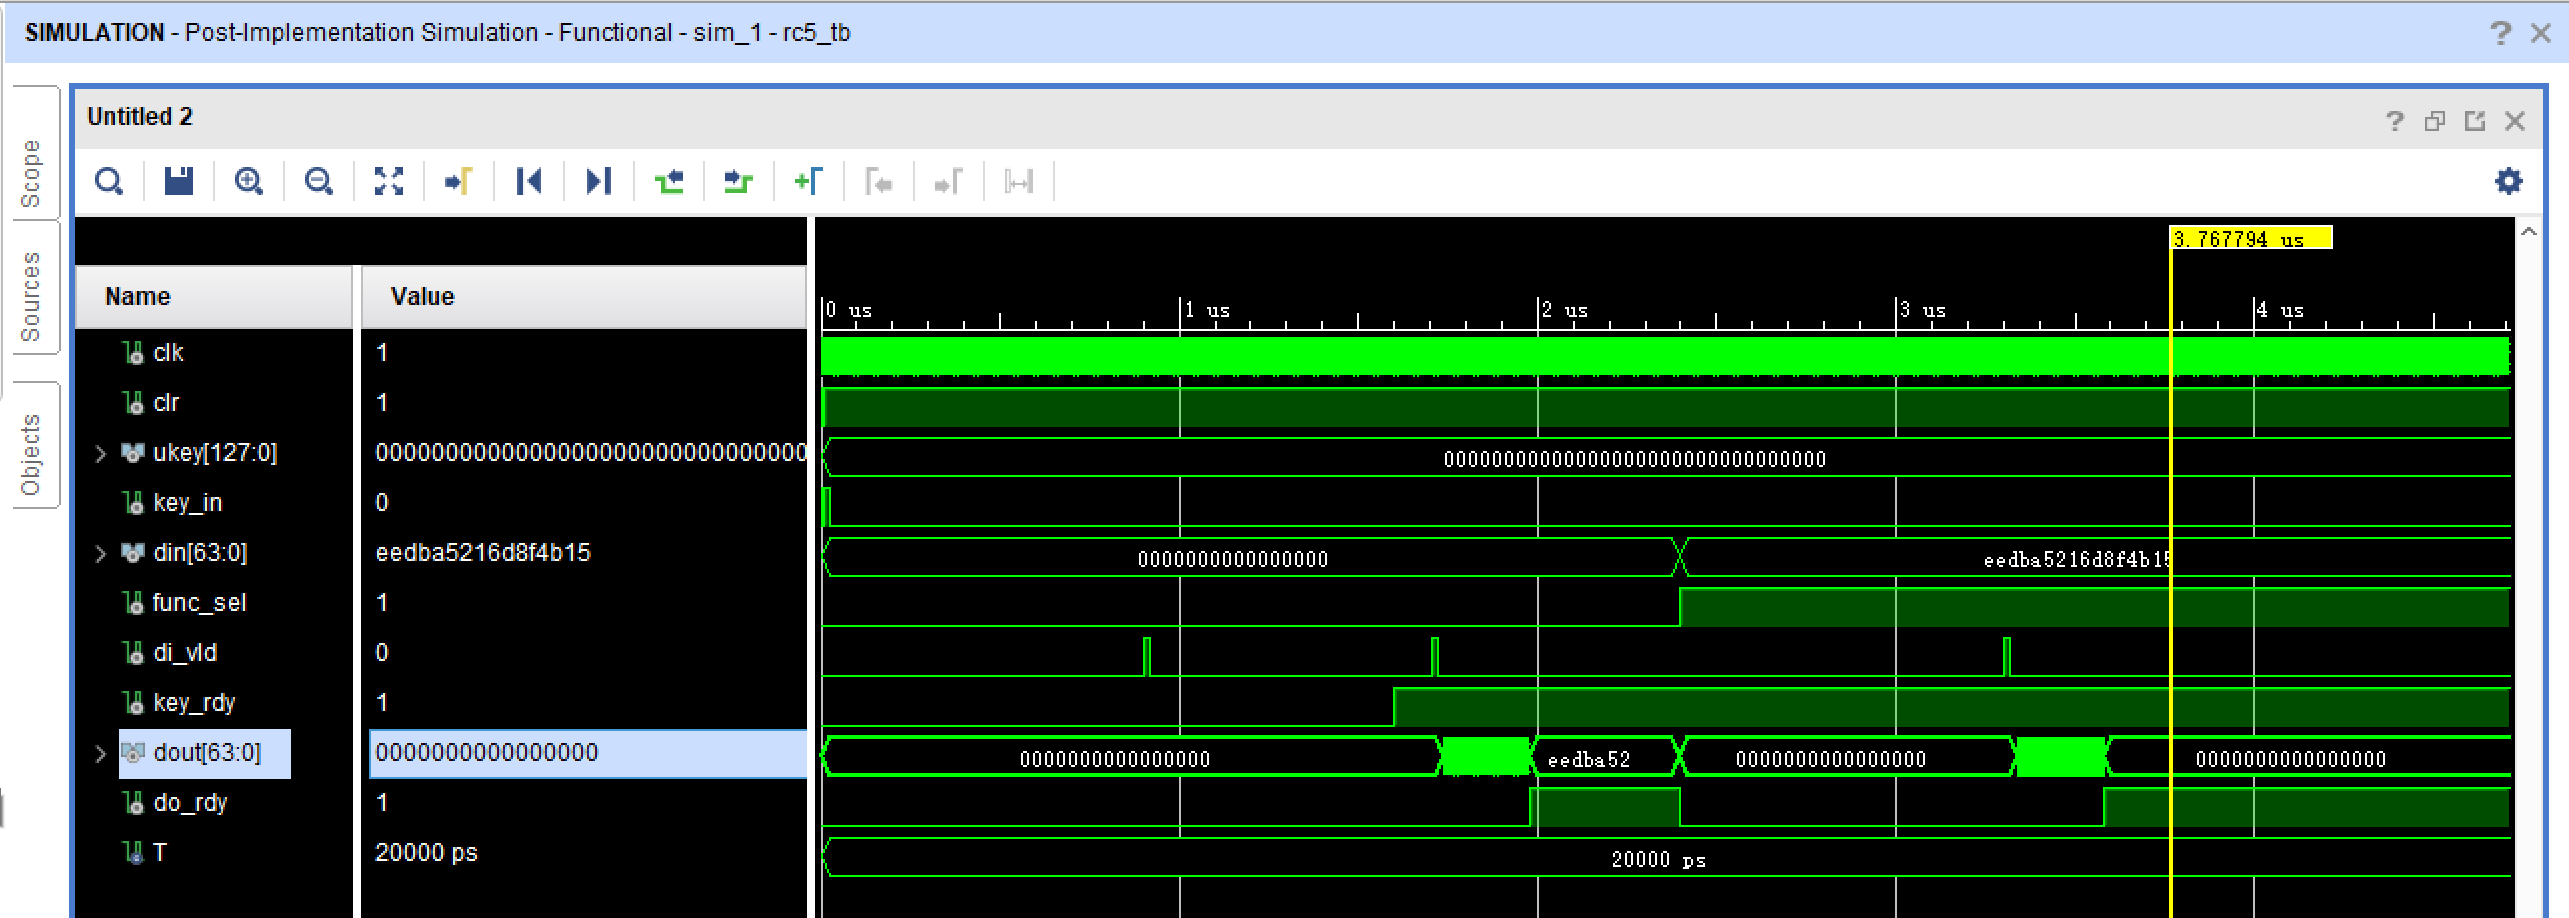 SIMULATION - Post-Implementation Simulation - Functional - sim_1 - rc5_tb
Scope
Sources
Objects
Untitled 2
3.767794 us
Name Value
0 us 1 us 2 us 3 us 4 us
clk 1
clr 1
ukey[127:0] 00000000000000000000000000000000 00000000000000000000000000000000
key_in 0
din[63:0] eedba5216d8f4b15 0000000000000000 eedba5216d8f4b15
func_sel 1
di_vld 0
key_rdy 1
dout[63:0] 0000000000000000 0000000000000000 eedba52 0000000000000000 0000000000000000
do_rdy 1
T 20000 ps 20000 ps